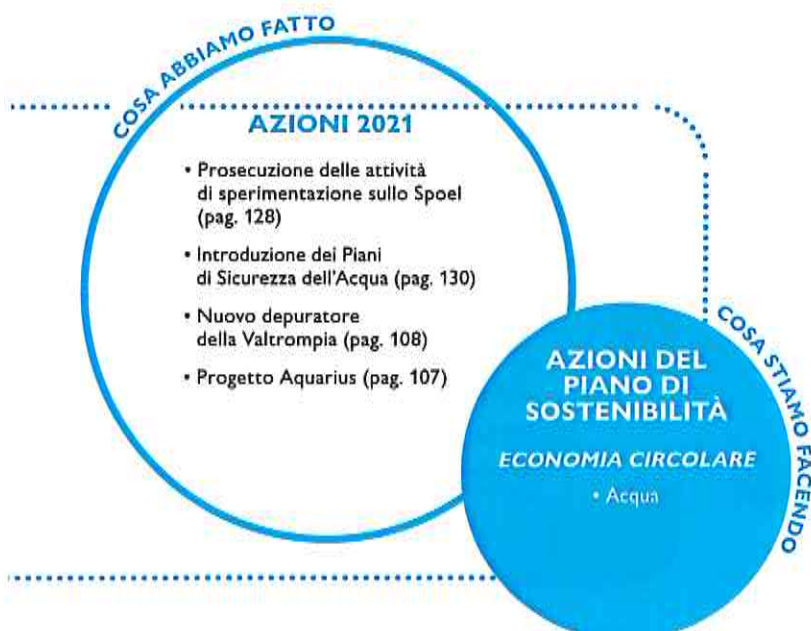 COSA ABBIAMO FATTO
AZIONI 2021
• Prosecuzione delle attività
di sperimentazione sullo Spoel
(pag. 128)
• Introduzione dei Piani
di Sicurezza dell'Acqua (pag. 130)
• Nuovo depuratore
della Valtrompia (pag. 108)
• Progetto Aquarius (pag. 107)
COSA STIAMO FACENDO
AZIONI DEL
PIANO DI
SOSTENIBILITÀ
ECONOMIA CIRCOLARE
• Acqua